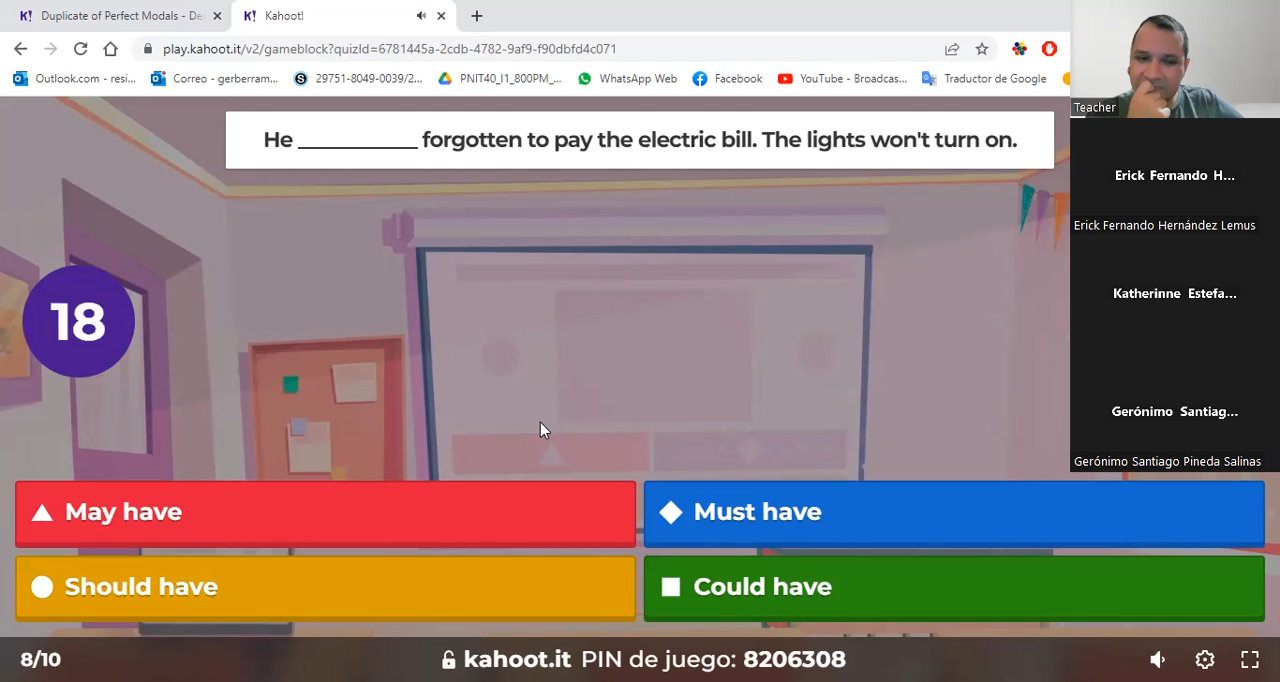 Duplicate of Perfect Modals - De
Kahoot!
play.kahoot.it/v2/gameblock?quizId=6781445a-2cdb-4782-9af9-f90dbfd4c071
Outlook.com - resi...
Correo - gerberram...
29751-8049-0039/2...
PNIT40_I1_800PM_...
WhatsApp Web
Facebook
YouTube - Broadcas...
Traductor de Google
Teacher
He __________ forgotten to pay the electric bill. The lights won't turn on.
Erick Fernando H...
Erick Fernando Hernández Lemus
Katherinne Estefa...
Gerónimo Santiag...
Gerónimo Santiago Pineda Salinas
18
May have
Must have
Should have
Could have
8/10
kahoot.it PIN de juego: 8206308